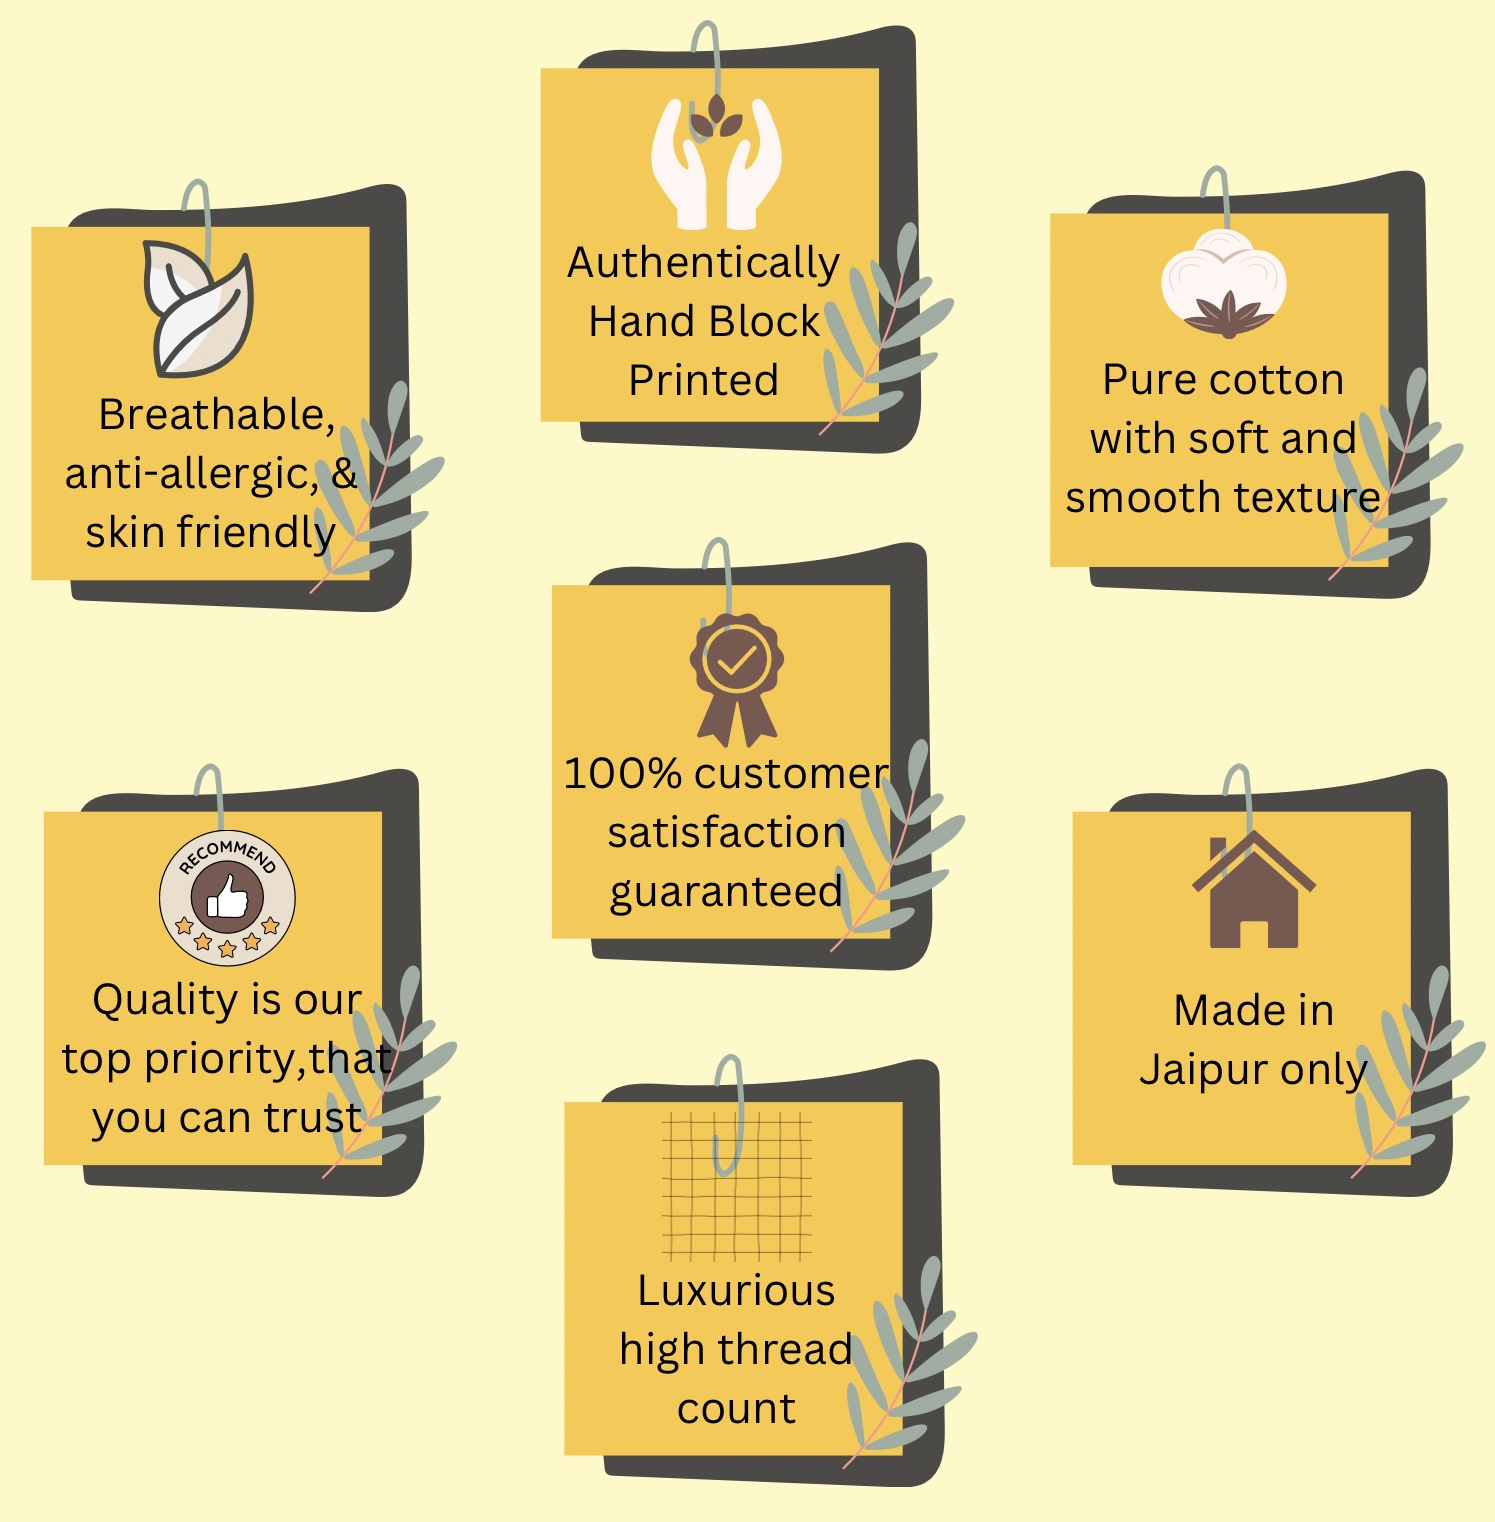 Authentically
Hand Block
Printed
Breathable,
anti-allergic, &
skin friendly
Pure cotton
with soft and
smooth texture
100% customer
satisfaction
guaranteed
RECOMMEND
Quality is our
top priority,that
you can trust
Made in
Jaipur only
Luxurious
high thread
count